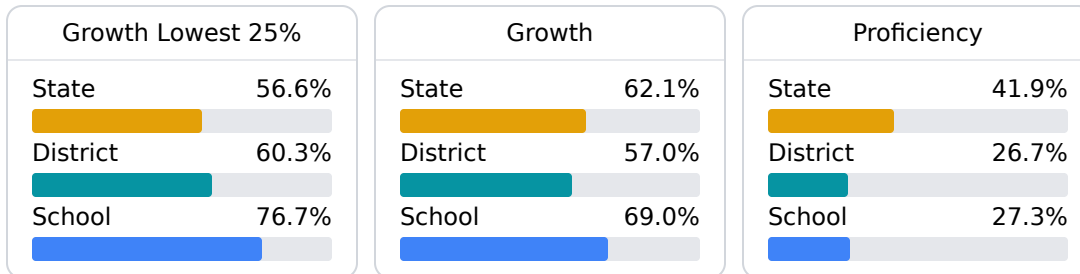 Growth Lowest 25%
State 56.6%
District 60.3%
School 76.7%
Growth
State 62.1%
District 57.0%
School 69.0%
Proficiency
State 41.9%
District 26.7%
School 27.3%